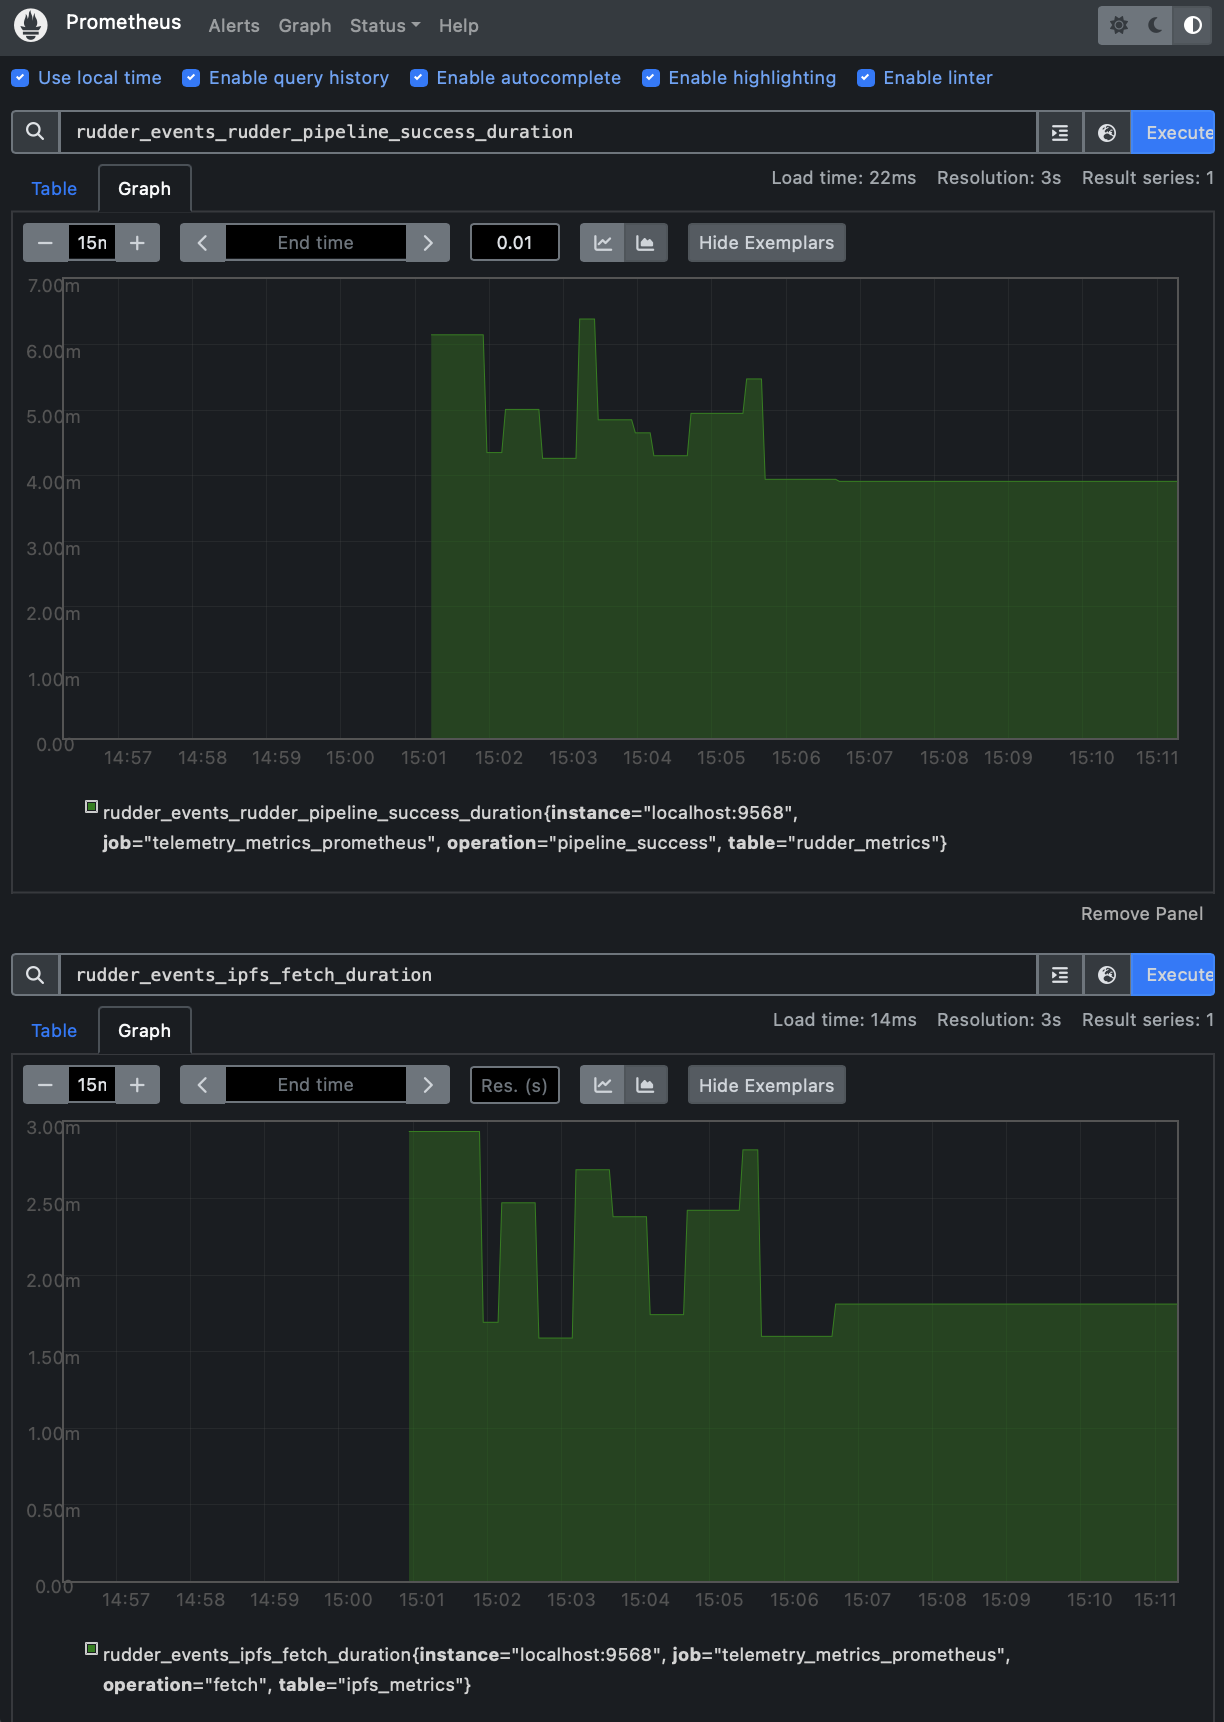 Prometheus Alerts Graph Status Help
Use local time Enable query history Enable autocomplete Enable highlighting Enable linter
rudder_events_rudder_pipeline_success_duration Execute
Table Graph Load time: 22ms Resolution: 3s Result series: 1
15m End time 0.01 Hide Exemplars
7.00m
6.00m
5.00m
4.00m
3.00m
2.00m
1.00m
0.00
14:57 14:58 14:59 15:00 15:01 15:02 15:03 15:04 15:05 15:06 15:07 15:08 15:09 15:10 15:11
rudder_events_rudder_pipeline_success_duration{instance="localhost:9568",
job="telemetry_metrics_prometheus", operation="pipeline_success", table="rudder_metrics"}
Remove Panel
rudder_events_ipfs_fetch_duration Execute
Table Graph Load time: 14ms Resolution: 3s Result series: 1
15m End time Res. (s) Hide Exemplars
3.00m
2.50m
2.00m
1.50m
1.00m
0.50m
0.00
14:57 14:58 14:59 15:00 15:01 15:02 15:03 15:04 15:05 15:06 15:07 15:08 15:09 15:10 15:11
rudder_events_ipfs_fetch_duration{instance="localhost:9568", job="telemetry_metrics_prometheus",
operation="fetch", table="ipfs_metrics"}